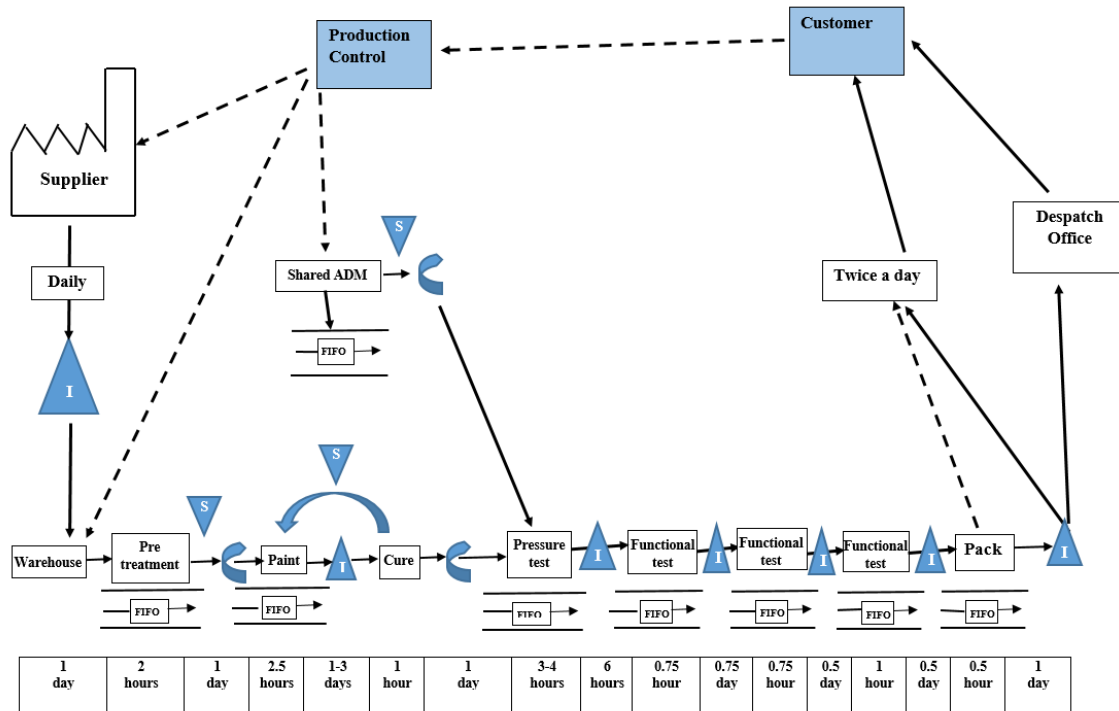 Production
Control
Customer
Supplier
Despatch
Office
S
Daily
Shared ADM
Twice a day
FIFO
I
S
S
Warehouse
Pre
treatment
Paint
I
Cure
Pressure
test
I
Functional
test
I
Functional
test
I
Functional
test
I
Pack
I
FIFO
FIFO
FIFO
FIFO
FIFO
FIFO
FIFO
1
day
2
hours
1
day
2.5
hours
1-3
days
1
hour
1
day
3-4
hours
6
hours
0.75
hour
0.75
day
0.75
hour
0.5
day
1
hour
0.5
day
0.5
hour
1
day